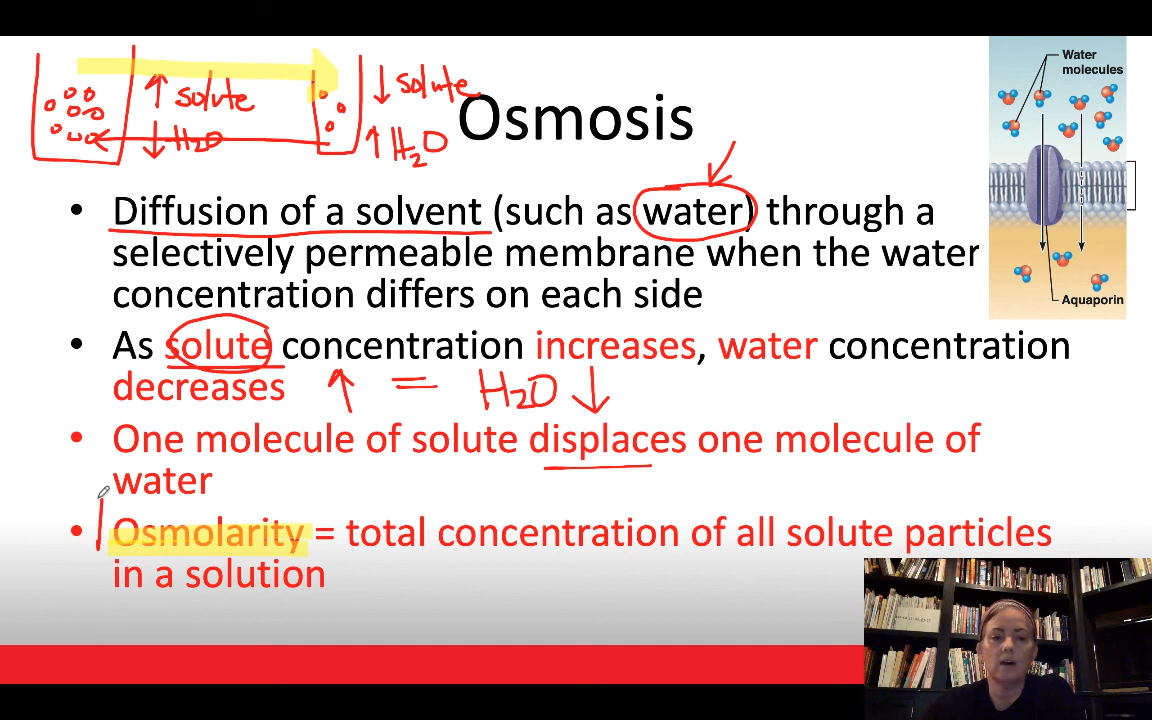 ↑ solute
↓ H₂O
↓ solute
↑ H₂O
Osmosis
Water
molecules
Aquaporin
• Diffusion of a solvent (such as water) through a
selectively permeable membrane when the water
concentration differs on each side
• As solute concentration increases, water concentration
decreases ↑ = H₂O ↓
• One molecule of solute displaces one molecule of
water
• Osmolarity = total concentration of all solute particles
in a solution